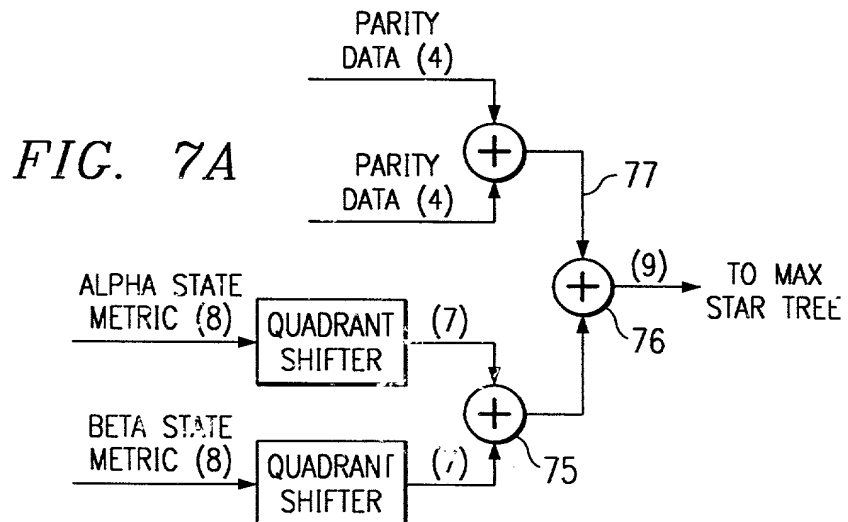 PARITY
DATA (4)
FIG. 7A
+
PARITY
DATA (4)
77
ALPHA STATE
METRIC (8)
QUADRANT
SHIFTER
(7)
+
(9)
TO MAX
STAR TREE
76
BETA STATE
METRIC (8)
QUADRANT
SHIFTER
(7)
+
75